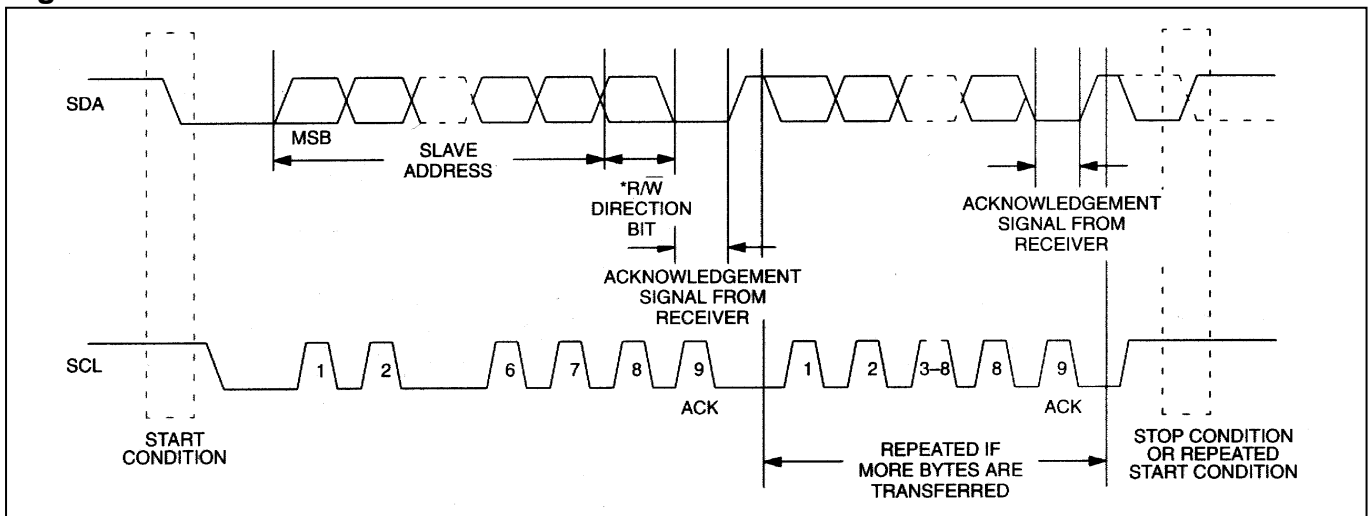 SDA
MSB
SLAVE
ADDRESS
*R/W̅
DIRECTION
BIT
ACKNOWLEDGEMENT
SIGNAL FROM
RECEIVER
ACKNOWLEDGEMENT
SIGNAL FROM
RECEIVER
SCL
1 2 6 7 8 9 1 2 3–8 8 9
ACK ACK
START
CONDITION
REPEATED IF
MORE BYTES ARE
TRANSFERRED
STOP CONDITION
OR REPEATED
START CONDITION